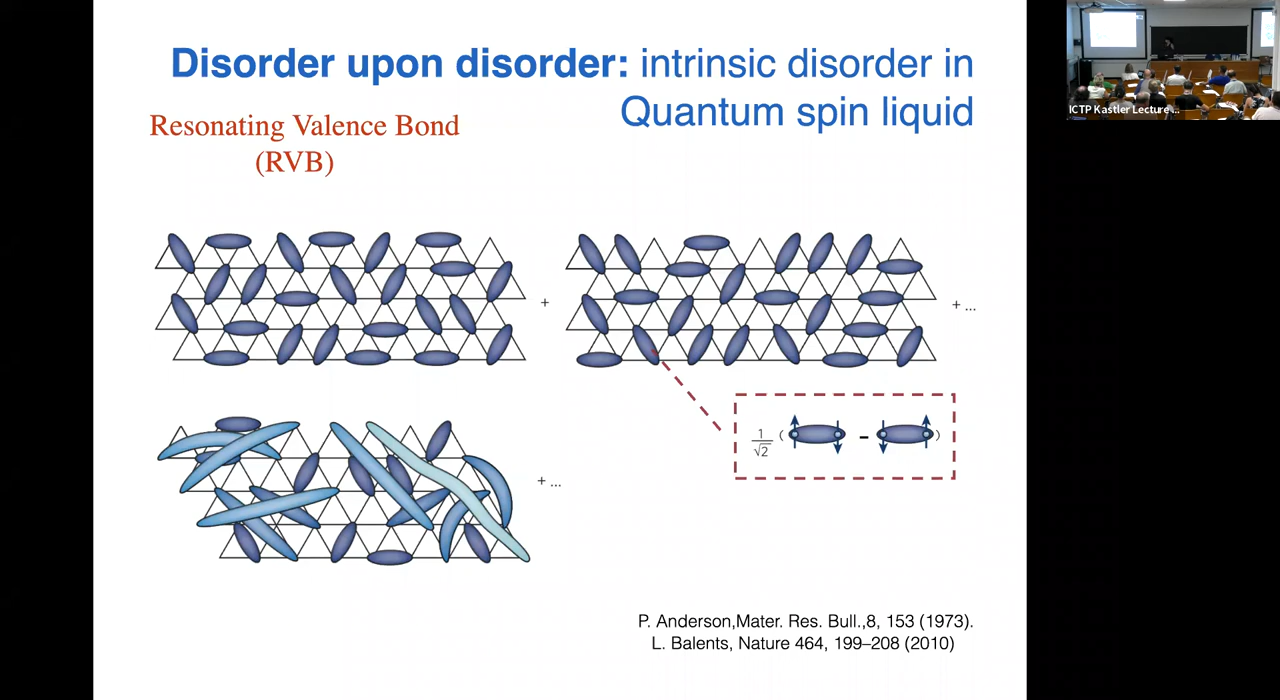 Disorder upon disorder: intrinsic disorder in
Quantum spin liquid
Resonating Valence Bond
(RVB)
+
+ ...
+ ...
1/√2 ( - )
P. Anderson,Mater. Res. Bull.,8, 153 (1973).
L. Balents, Nature 464, 199–208 (2010)
ICTP Kastler Lecture ...